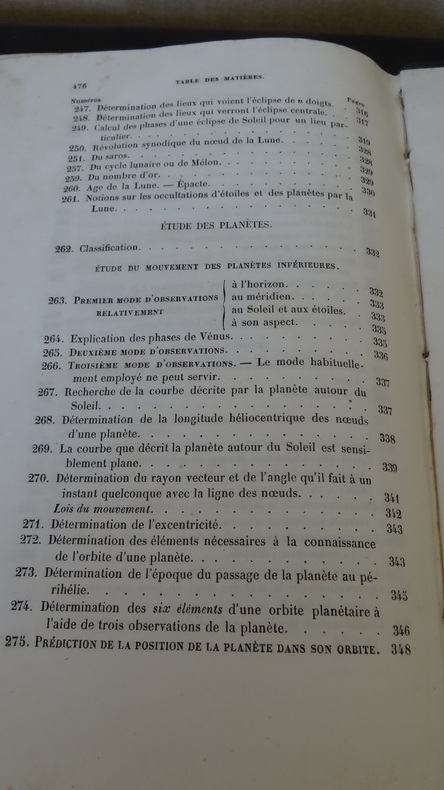 476
TABLE DES MATIÈRES.
Numéros
Pages
247. Détermination des lieux qui voient l'éclipse de n doigts. 316
248. Détermination des lieux qui verront l'éclipse centrale. . 317
249. Calcul des phases d'une éclipse de Soleil pour un lieu par-
ticulier. . . . 319
250. Révolution synodique du nœud de la Lune. . . . 328
251. Du saros. . . . 328
257. Du cycle lunaire ou de Méton. . . . 329
259. Du nombre d'or. . . . 329
260. Age de la Lune. — Épacte. . . . 330
261. Notions sur les occultations d'étoiles et des planètes par la
Lune. . . . 331
ÉTUDE DES PLANÈTES.
262. Classification. . . . 332
ÉTUDE DU MOUVEMENT DES PLANÈTES INFÉRIEURES.
263. PREMIER MODE D'OBSERVATIONS RELATIVEMENT
à l'horizon. . . . 332
au méridien. . . . 333
au Soleil et aux étoiles. . 333
à son aspect. . . . 335
264. Explication des phases de Vénus. . . . 335
265. DEUXIÈME MODE D'OBSERVATIONS. . . . 336
266. TROISIÈME MODE D'OBSERVATIONS. — Le mode habituelle-
ment employé ne peut servir. . . . 337
267. Recherche de la courbe décrite par la planète autour du
Soleil. . . . 337
268. Détermination de la longitude héliocentrique des nœuds
d'une planète. . . . 338
269. La courbe que décrit la planète autour du Soleil est sensi-
blement plane. . . . 339
270. Détermination du rayon vecteur et de l'angle qu'il fait à un
instant quelconque avec la ligne des nœuds. . . . 341
Lois du mouvement. . . . 342
271. Détermination de l'excentricité. . . . 343
272. Détermination des éléments nécessaires à la connaissance
de l'orbite d'une planète. . . . 343
273. Détermination de l'époque du passage de la planète au pé-
rihélie. . . . 345
274. Détermination des six éléments d'une orbite planétaire à
l'aide de trois observations de la planète. . . . 346
275. PRÉDICTION DE LA POSITION DE LA PLANÈTE DANS SON ORBITE. 348